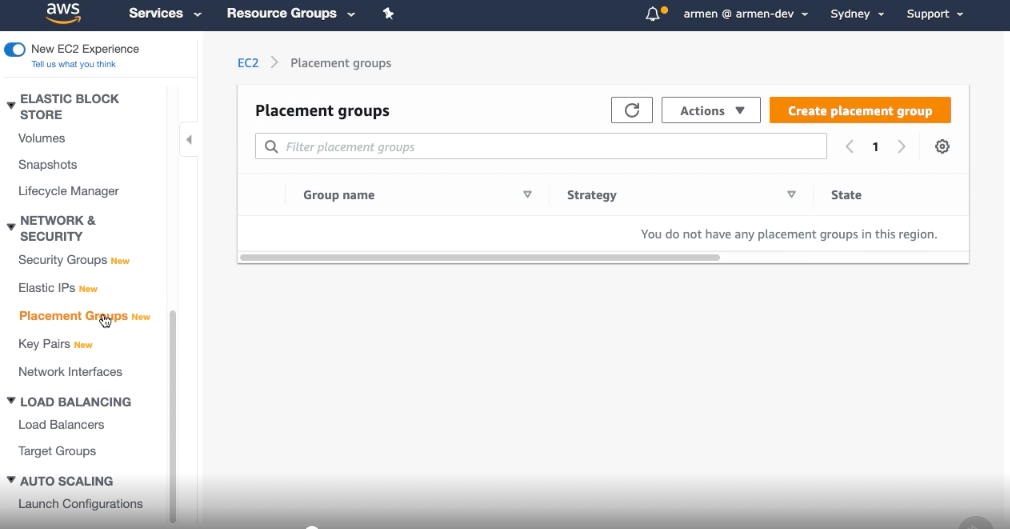 aws
Services
Resource Groups
armen @ armen-dev
Sydney
Support
New EC2 Experience
Tell us what you think
ELASTIC BLOCK
STORE
Volumes
Snapshots
Lifecycle Manager
NETWORK &
SECURITY
Security Groups New
Elastic IPs New
Placement Groups New
Key Pairs New
Network Interfaces
LOAD BALANCING
Load Balancers
Target Groups
AUTO SCALING
Launch Configurations
EC2 > Placement groups
Placement groups
Actions
Create placement group
Filter placement groups
1
Group name
Strategy
State
You do not have any placement groups in this region.